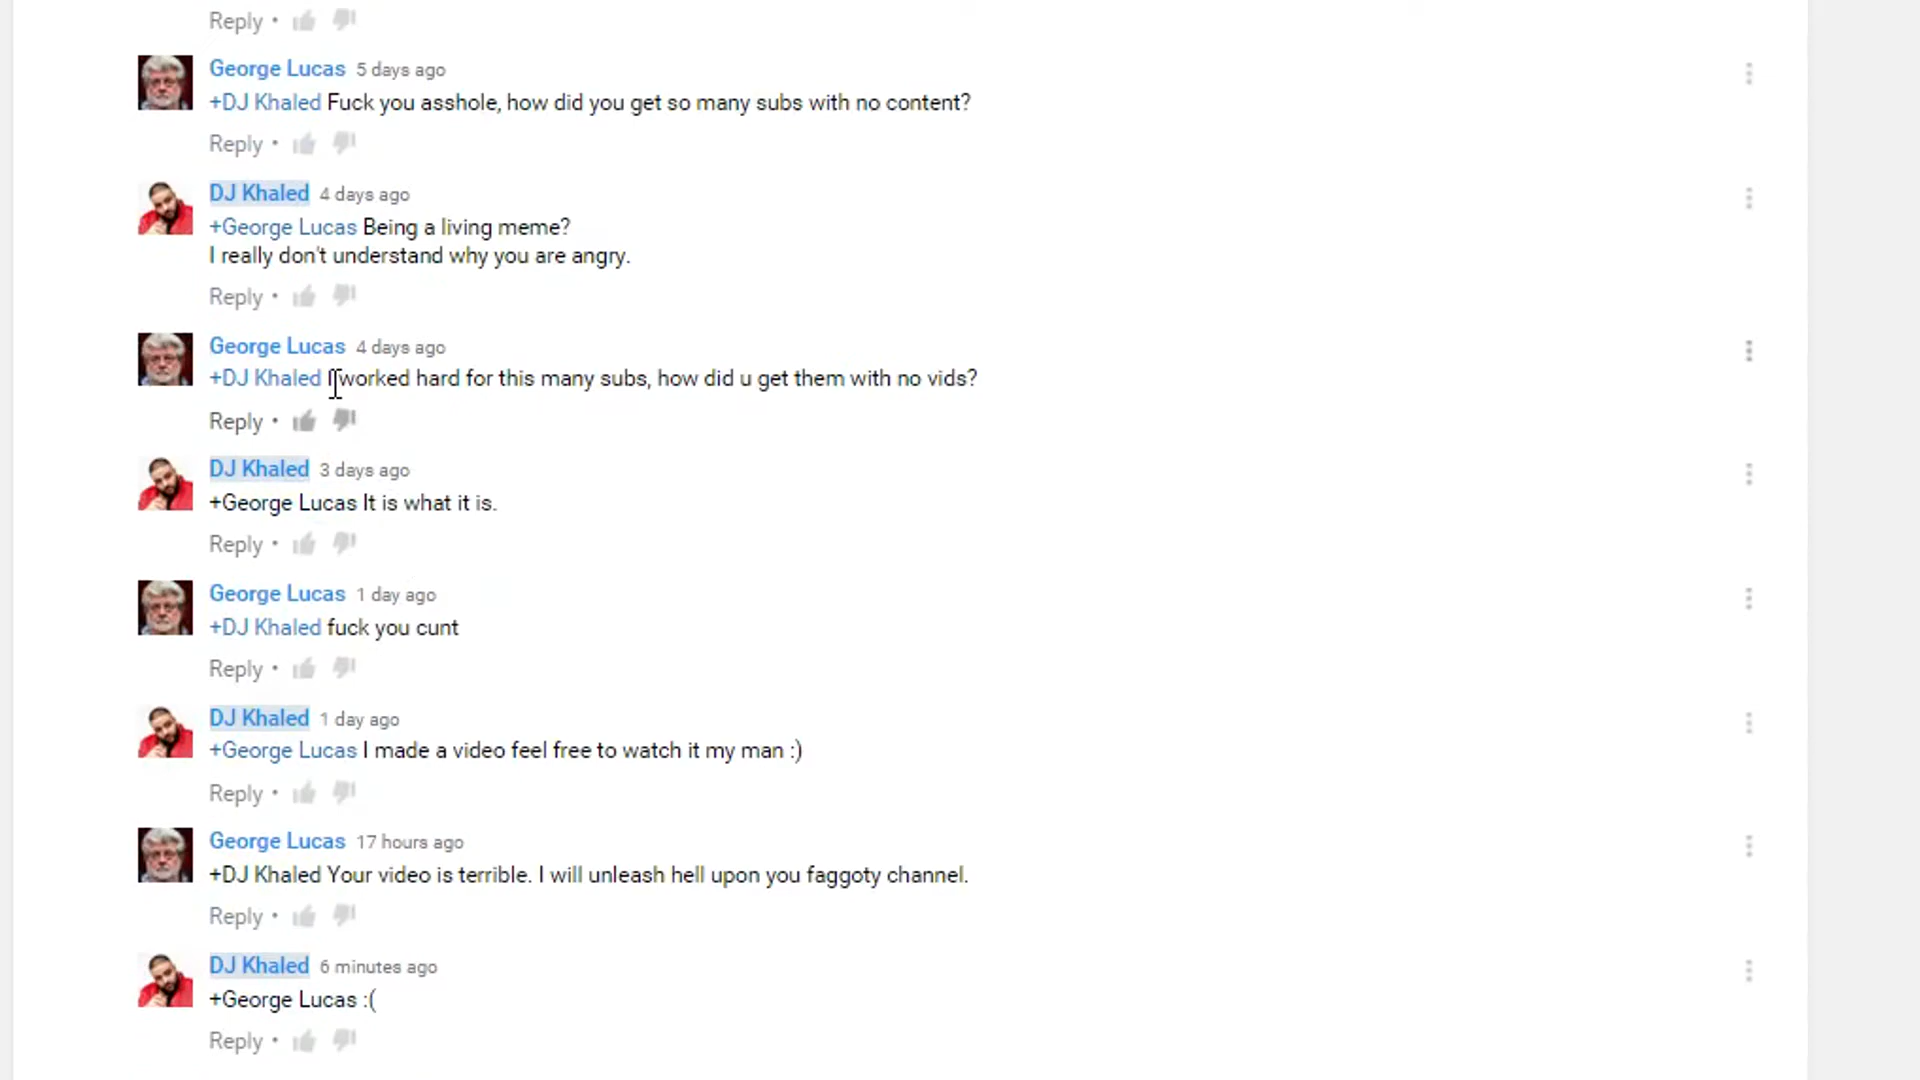 Reply •
George Lucas 5 days ago
+DJ Khaled Fuck you asshole, how did you get so many subs with no content?
Reply •
DJ Khaled 4 days ago
+George Lucas Being a living meme?
I really don't understand why you are angry.
Reply •
George Lucas 4 days ago
+DJ Khaled I worked hard for this many subs, how did u get them with no vids?
Reply •
DJ Khaled 3 days ago
+George Lucas It is what it is.
Reply •
George Lucas 1 day ago
+DJ Khaled fuck you cunt
Reply •
DJ Khaled 1 day ago
+George Lucas I made a video feel free to watch it my man :)
Reply •
George Lucas 17 hours ago
+DJ Khaled Your video is terrible. I will unleash hell upon you faggoty channel.
Reply •
DJ Khaled 6 minutes ago
+George Lucas :(
Reply •